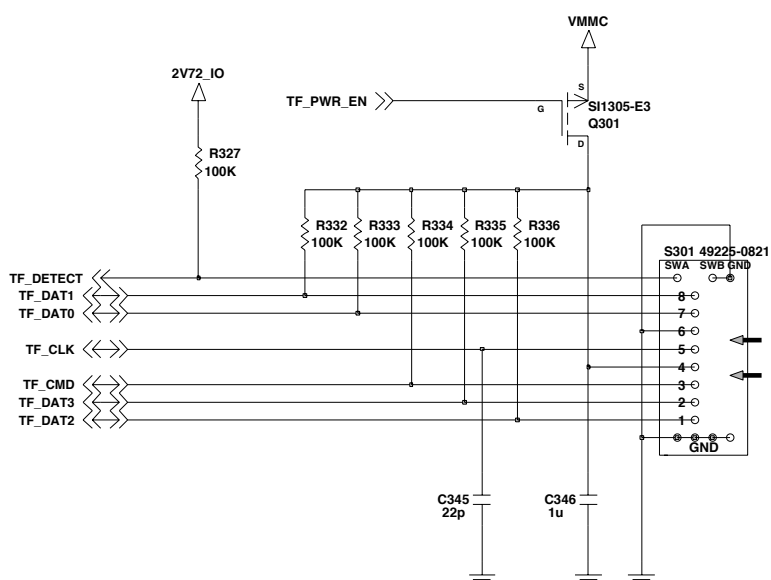 VMMC
2V72_IO
S
TF_PWR_EN
G
SI1305-E3
Q301
D
R327
100K
R332
100K
R333
100K
R334
100K
R335
100K
R336
100K
S301 49225-0821
SWA
SWB GND
TF_DETECT
TF_DAT1
8
TF_DAT0
7
6
TF_CLK
5
4
TF_CMD
3
TF_DAT3
2
TF_DAT2
1
GND
C345
22p
C346
1u